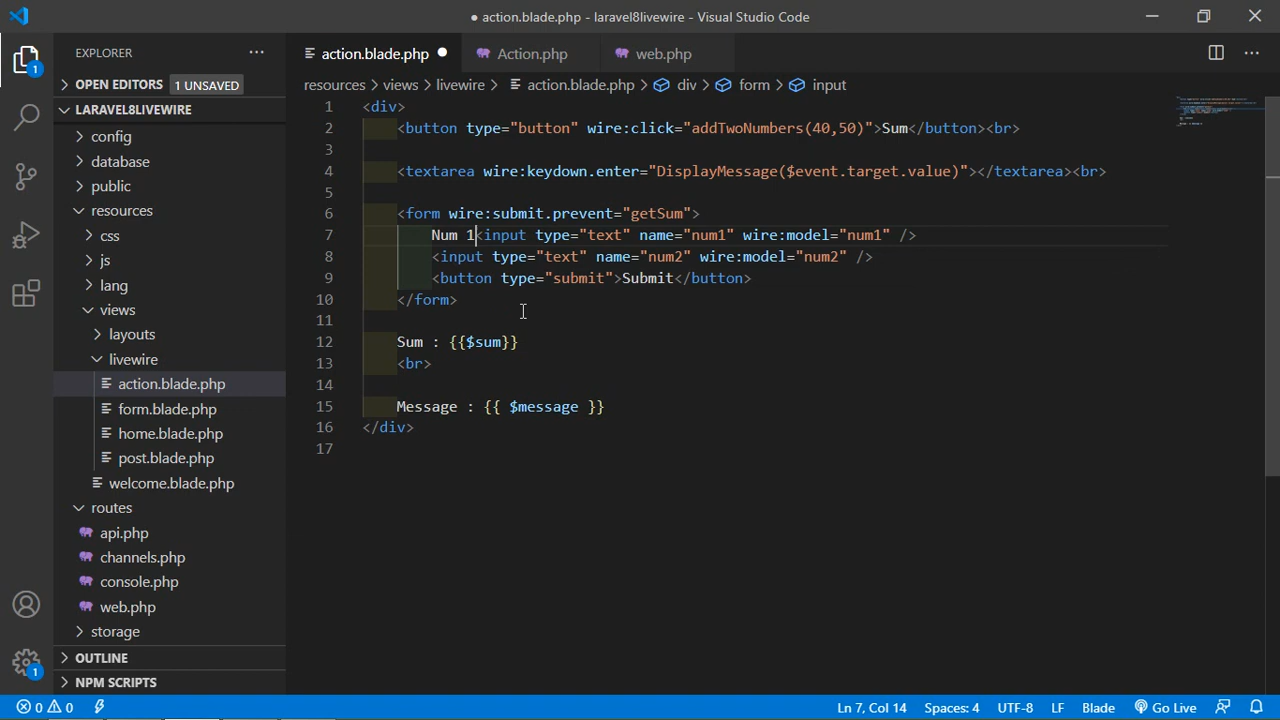 ● action.blade.php - laravel8livewire - Visual Studio Code
EXPLORER
OPEN EDITORS 1 UNSAVED
LARAVEL8LIVEWIRE
config
database
public
resources
css
js
lang
views
layouts
livewire
action.blade.php
form.blade.php
home.blade.php
post.blade.php
welcome.blade.php
routes
api.php
channels.php
console.php
web.php
storage
OUTLINE
NPM SCRIPTS
1
1
action.blade.php ● Action.php web.php
resources > views > livewire > action.blade.php > div > form > input
1 <div>
2 <button type="button" wire:click="addTwoNumbers(40,50)">Sum</button><br>
3
4 <textarea wire:keydown.enter="DisplayMessage($event.target.value)"></textarea><br>
5
6 <form wire:submit.prevent="getSum">
7 Num 1<input type="text" name="num1" wire:model="num1" />
8 <input type="text" name="num2" wire:model="num2" />
9 <button type="submit">Submit</button>
10 </form>
11
12 Sum : {{$sum}}
13 <br>
14
15 Message : {{ $message }}
16 </div>
17
0 0 Ln 7, Col 14 Spaces: 4 UTF-8 LF Blade Go Live